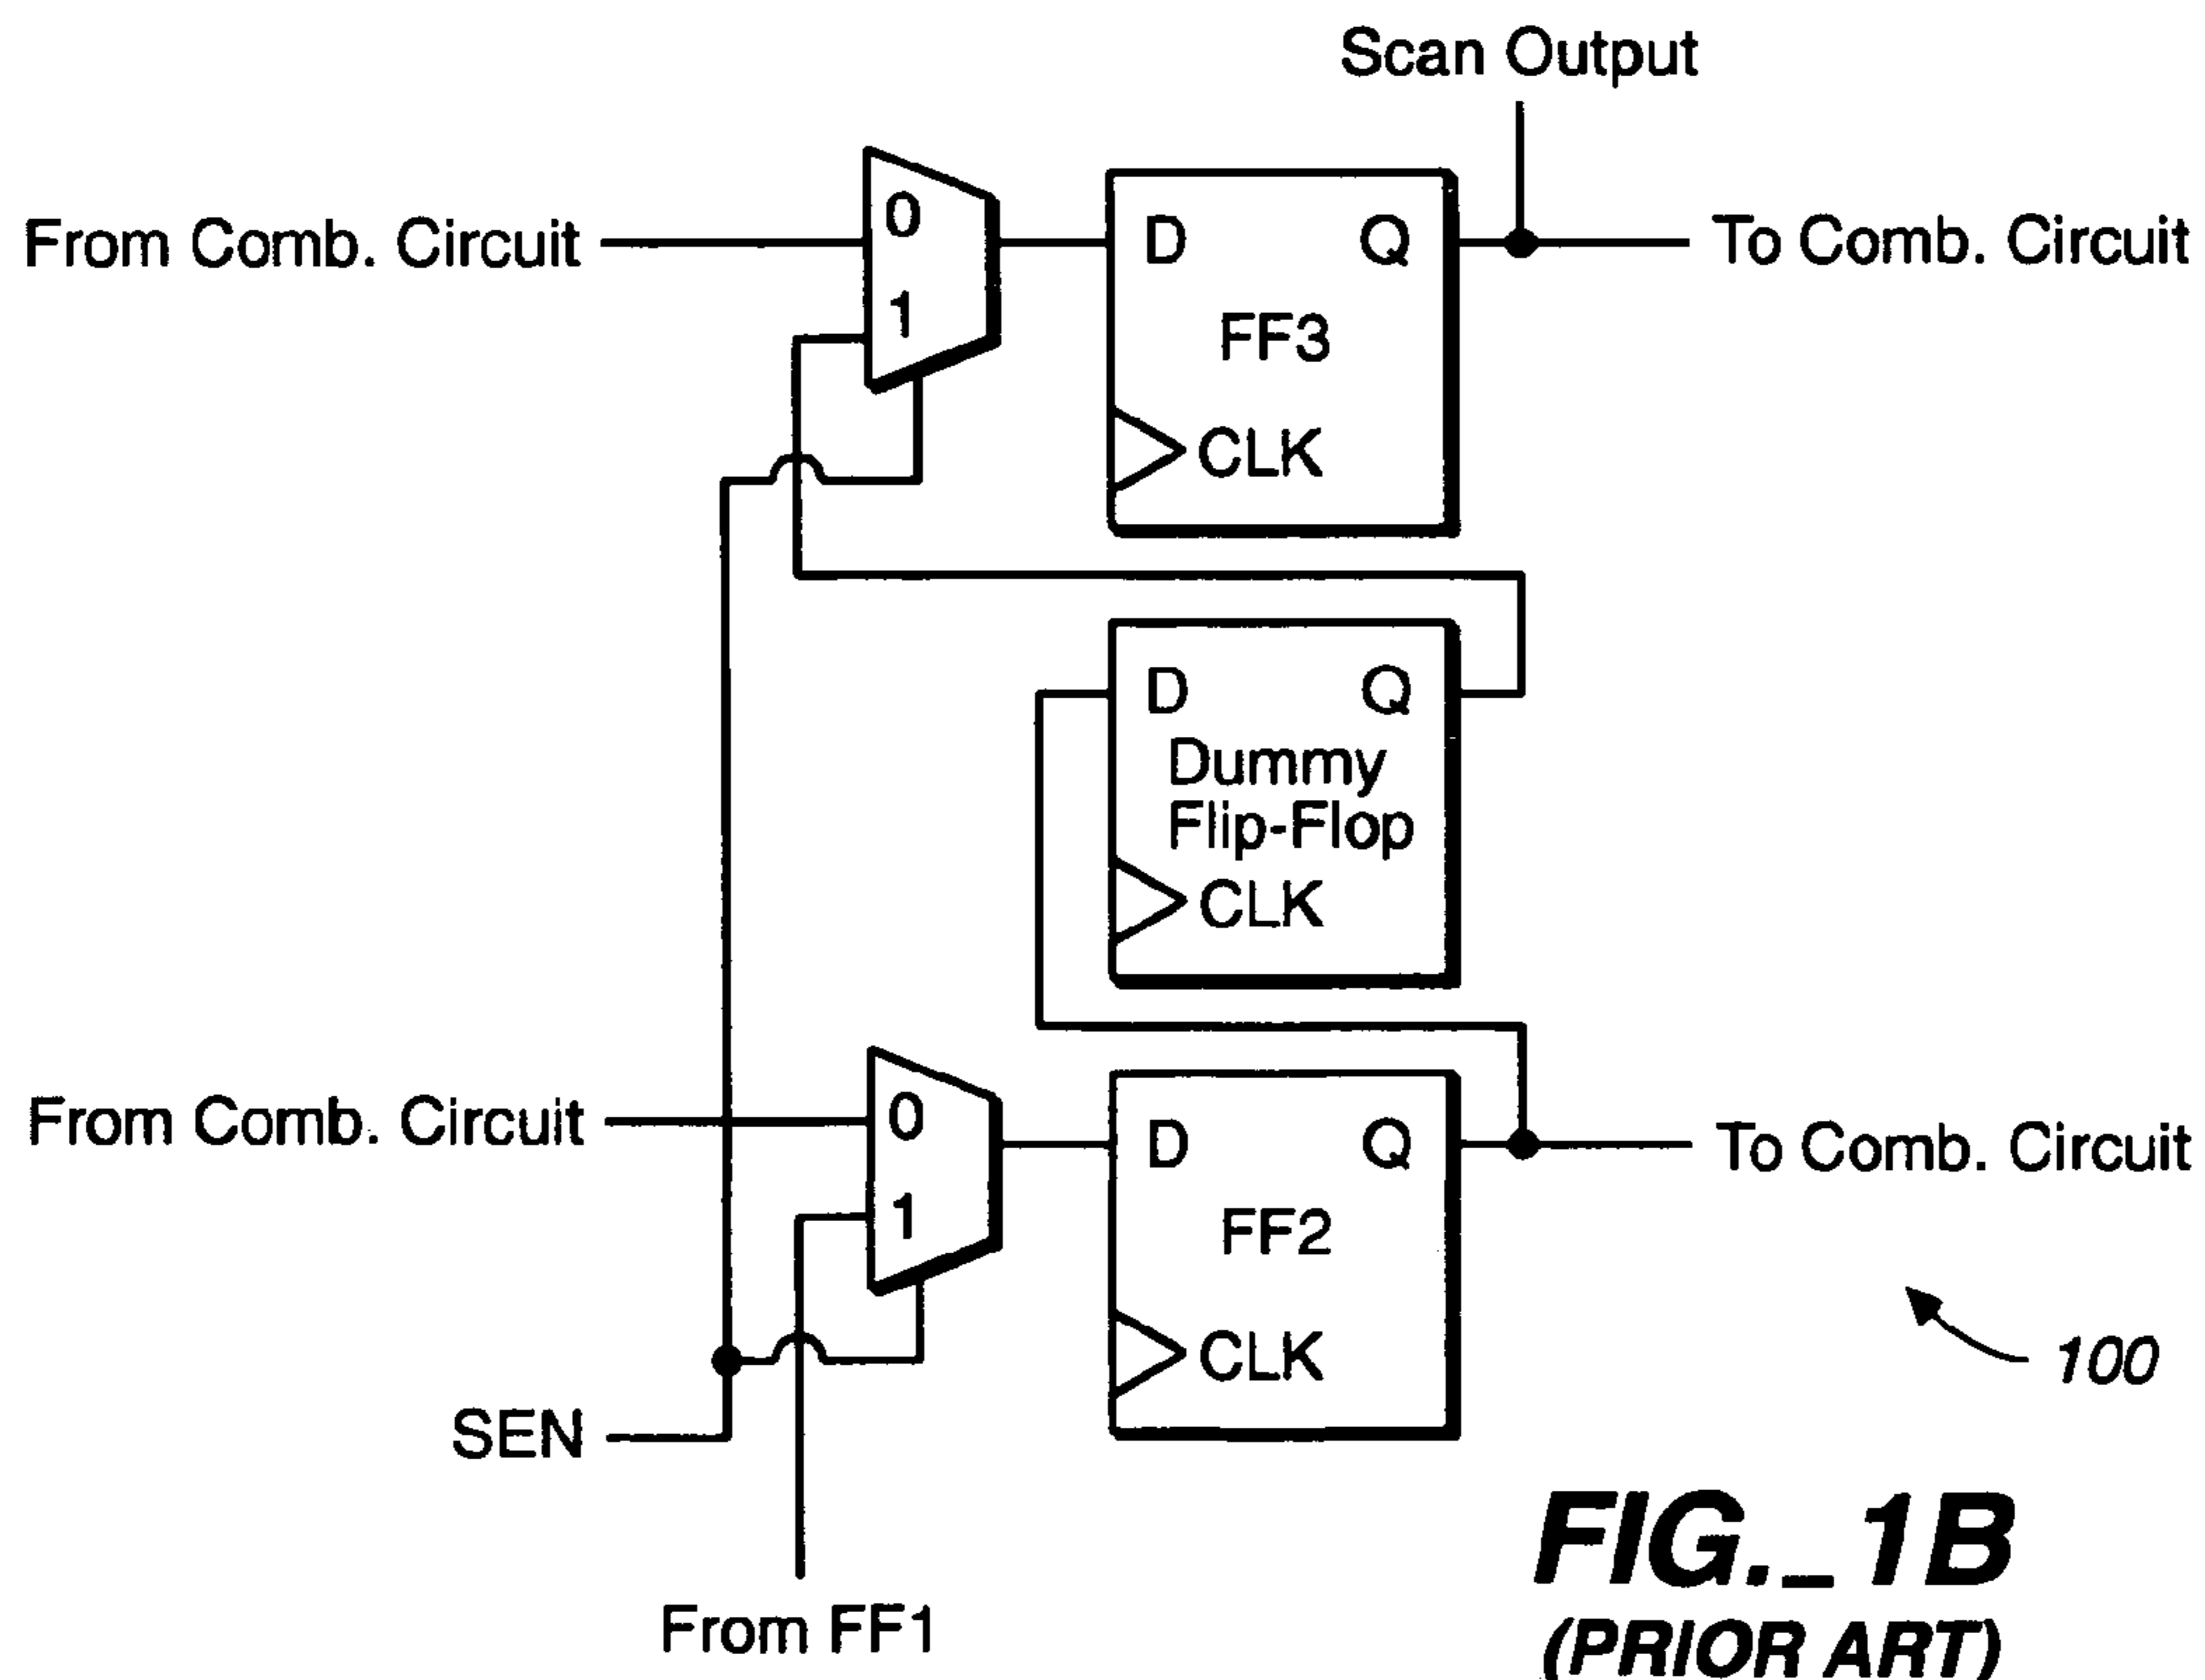 Scan Output
From Comb. Circuit
0
1
D
Q
FF3
CLK
To Comb. Circuit
D
Q
Dummy
Flip-Flop
CLK
From Comb. Circuit
0
1
D
Q
FF2
CLK
To Comb. Circuit
SEN
From FF1
100
FIG._1B
(PRIOR ART)